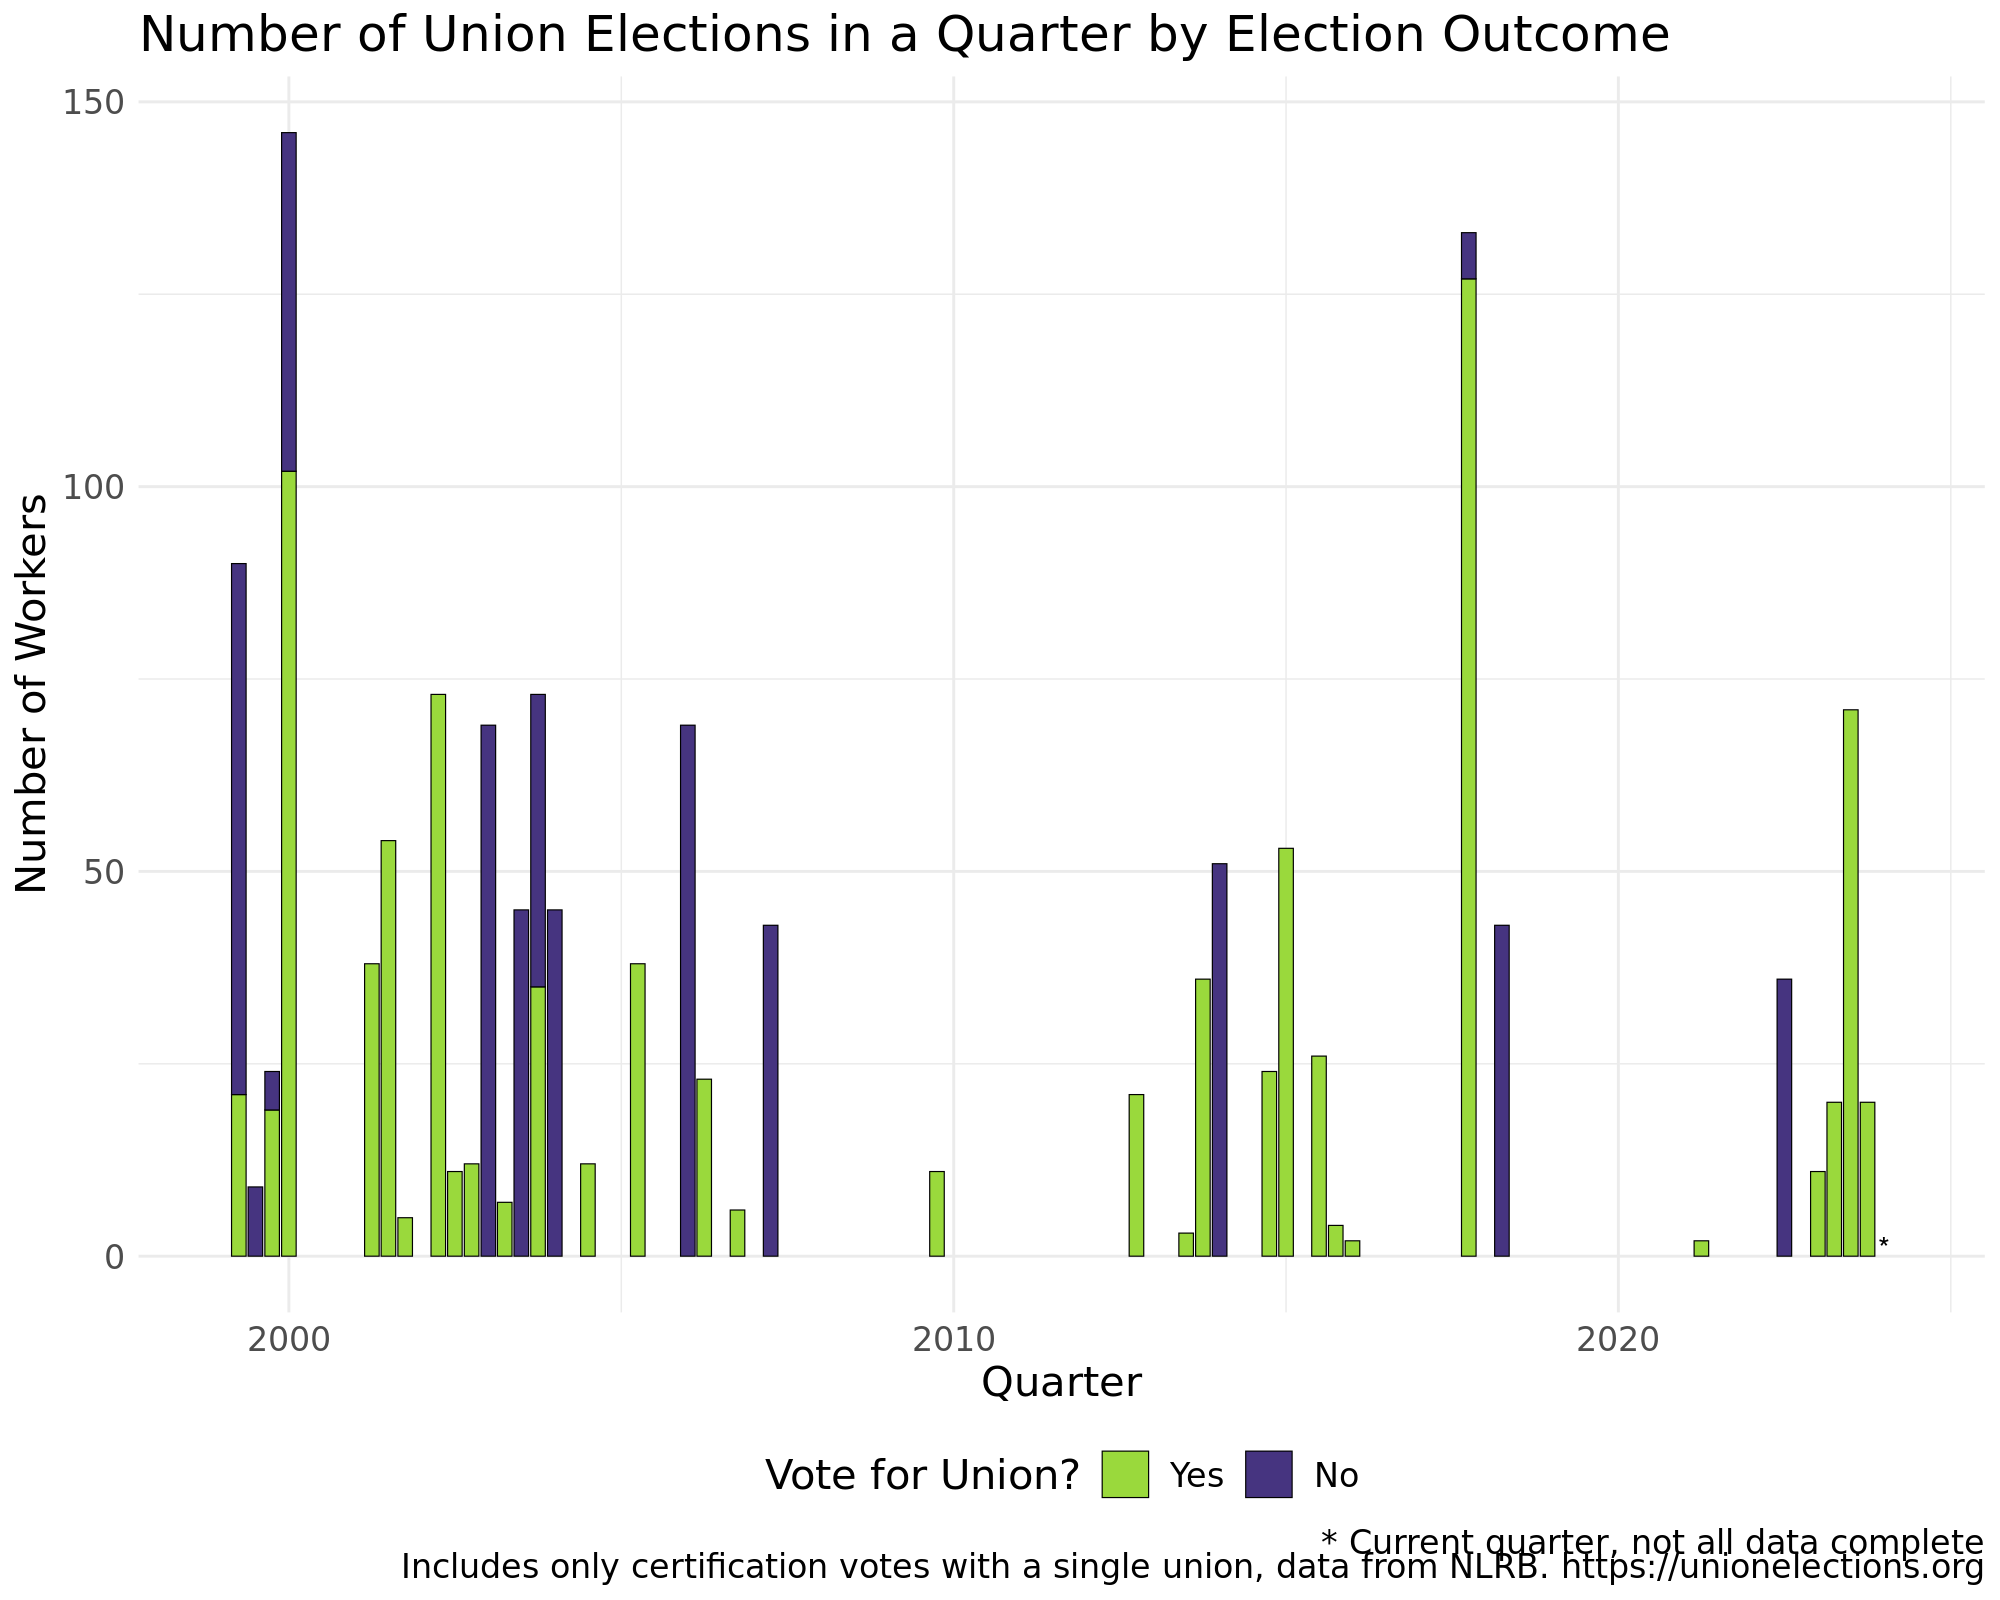 Number of Union Elections in a Quarter by Election Outcome
150
100
50
0
Number of Workers
*
2000 2010 2020
Quarter
Vote for Union? Yes No
* Current quarter, not all data complete
Includes only certification votes with a single union, data from NLRB. https://unionelections.org